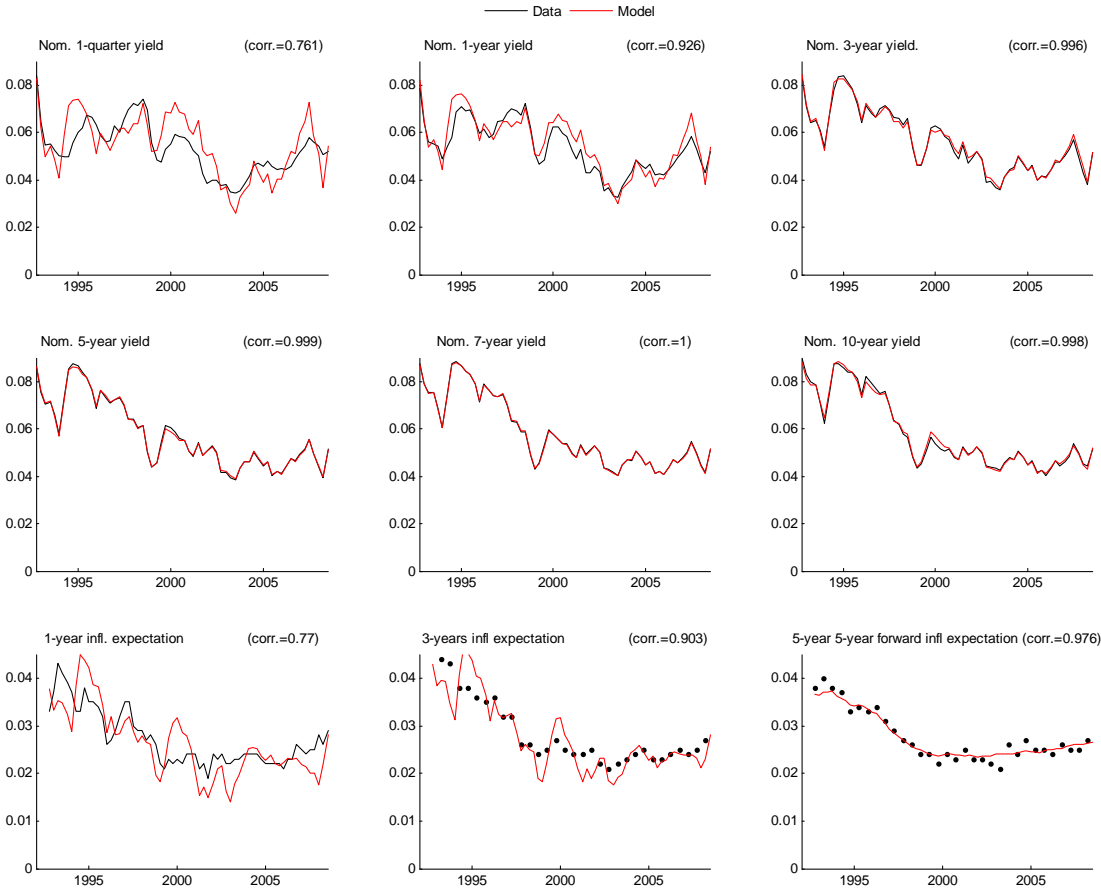 Data Model
Nom. 1-quarter yield (corr.=0.761) Nom. 1-year yield (corr.=0.926) Nom. 3-year yield. (corr.=0.996)
0.08 0.08 0.08
0.06 0.06 0.06
0.04 0.04 0.04
0.02 0.02 0.02
0 0 0
1995 2000 2005 1995 2000 2005 1995 2000 2005
Nom. 5-year yield (corr.=0.999) Nom. 7-year yield (corr.=1) Nom. 10-year yield (corr.=0.998)
0.08 0.08 0.08
0.06 0.06 0.06
0.04 0.04 0.04
0.02 0.02 0.02
0 0 0
1995 2000 2005 1995 2000 2005 1995 2000 2005
1-year infl. expectation (corr.=0.77) 3-years infl expectation (corr.=0.903) 5-year 5-year forward infl expectation (corr.=0.976)
0.04 0.04 0.04
0.03 0.03 0.03
0.02 0.02 0.02
0.01 0.01 0.01
0 0 0
1995 2000 2005 1995 2000 2005 1995 2000 2005